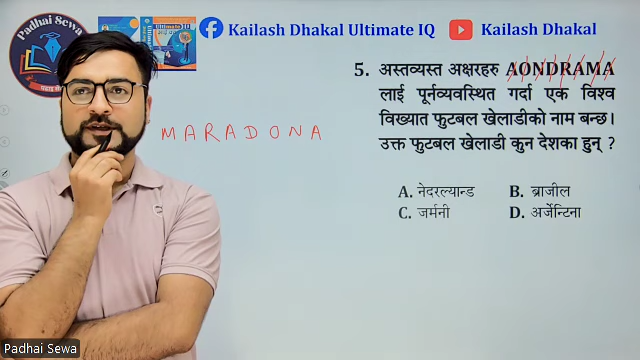 Padhai Sewa
Kailash Dhakal Ultimate IQ
Kailash Dhakal
5. अस्तव्यस्त अक्षरहरु AONDRAMA
लाई पूर्नव्यवस्थित गर्दा एक विश्व
विख्यात फुटबल खेलाडीको नाम बन्छ।
उक्त फुटबल खेलाडी कुन देशका हुन् ?
MARADONA
A. नेदरल्यान्ड B. ब्राजील
C. जर्मनी D. अर्जेन्टिना
Padhai Sewa